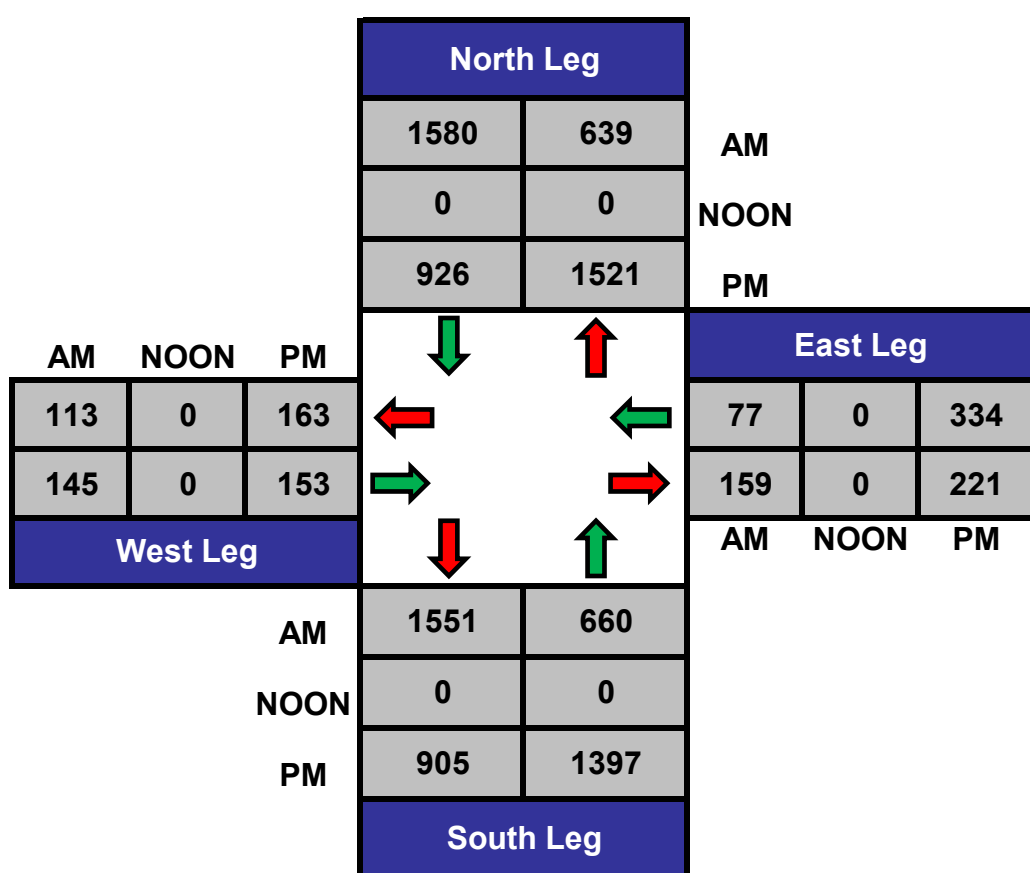 North Leg
1580 639 AM
0 0 NOON
926 1521 PM
AM NOON PM East Leg
113 0 163 77 0 334
145 0 153 159 0 221
West Leg AM NOON PM
AM 1551 660
NOON 0 0
PM 905 1397
South Leg